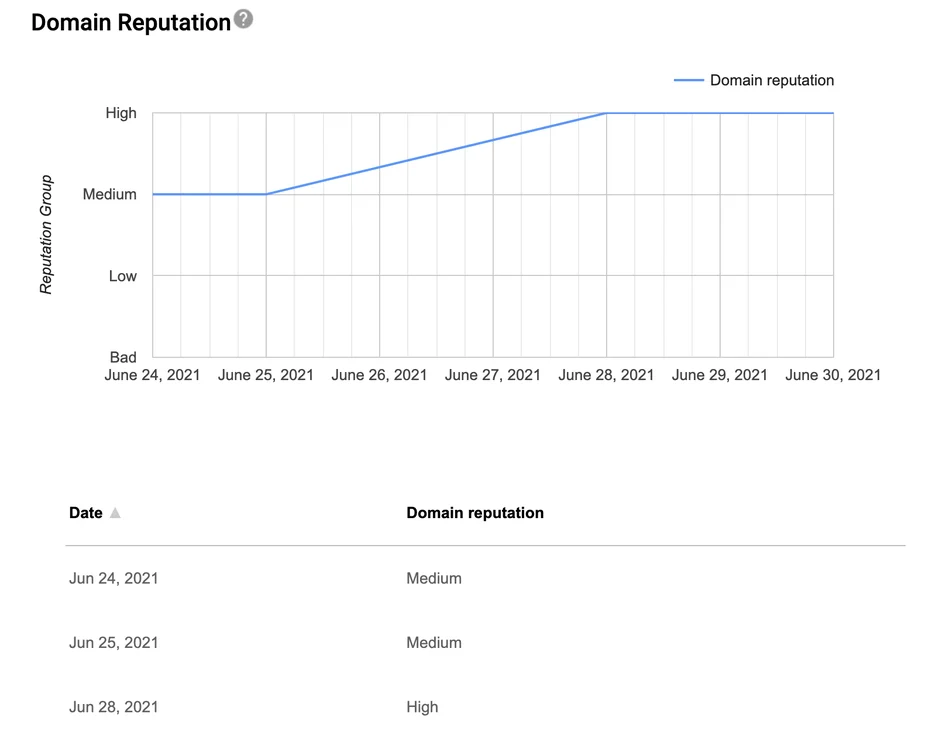 Domain Reputation ?
Domain reputation
High
Medium
Low
Bad
Reputation Group
June 24, 2021 June 25, 2021 June 26, 2021 June 27, 2021 June 28, 2021 June 29, 2021 June 30, 2021
Date Domain reputation
Jun 24, 2021 Medium
Jun 25, 2021 Medium
Jun 28, 2021 High